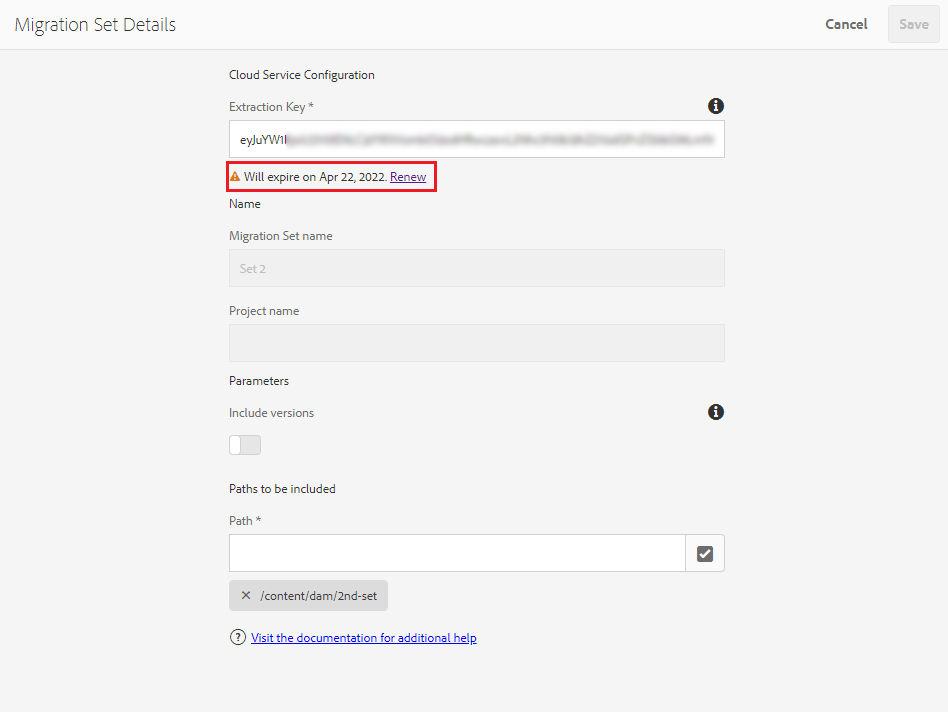 Migration Set Details
Cancel
Save
Cloud Service Configuration
Extraction Key *
Will expire on Apr 22, 2022. Renew
Name
Migration Set name
Set 2
Project name
Parameters
Include versions
Paths to be included
Path *
/content/dam/2nd-set
Visit the documentation for additional help